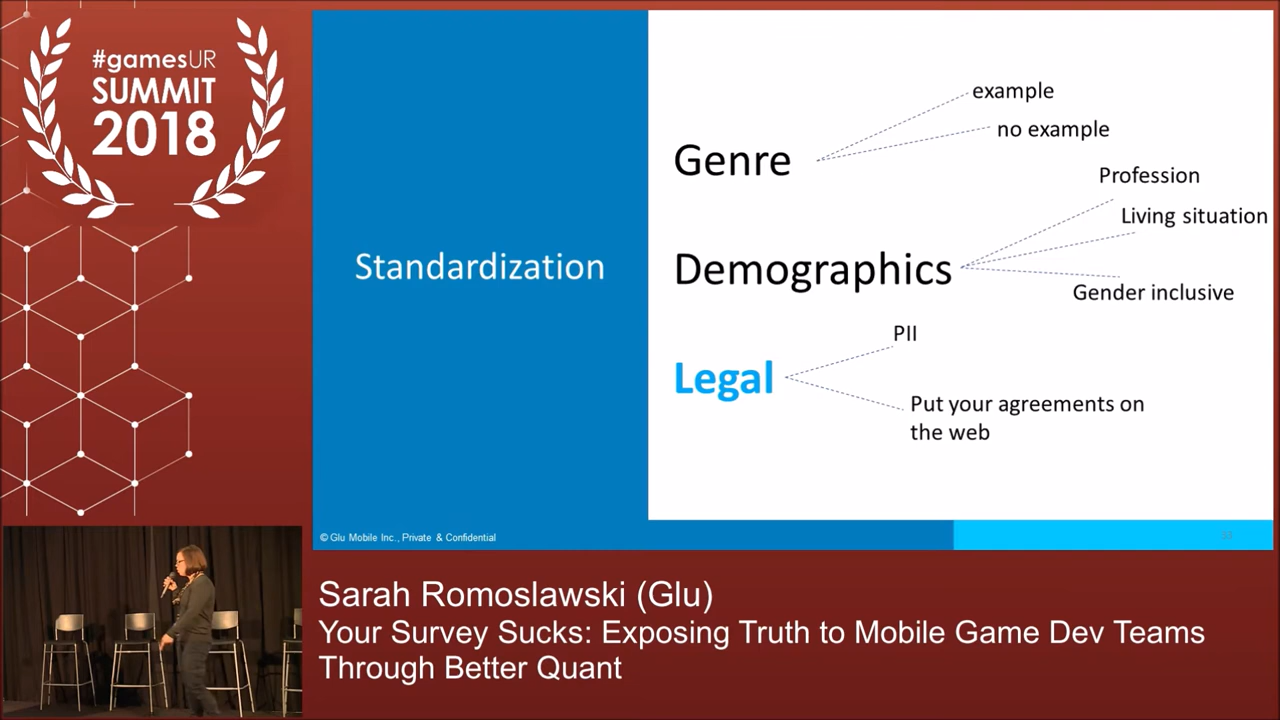 #gamesUR
SUMMIT
2018
Standardization
Genre
example
no example
Demographics
Profession
Living situation
Gender inclusive
Legal
PII
Put your agreements on
the web
© Glu Mobile Inc., Private & Confidential
33
Sarah Romoslawski (Glu)
Your Survey Sucks: Exposing Truth to Mobile Game Dev Teams
Through Better Quant